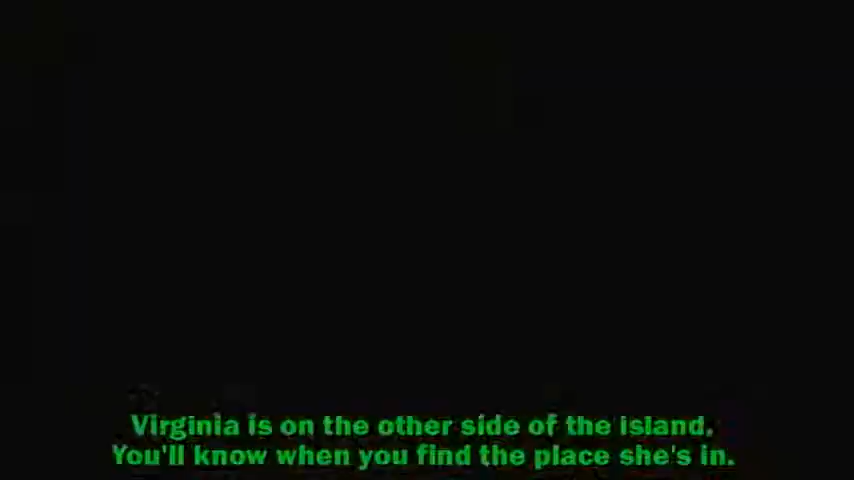 Virginia is on the other side of the island.
You'll know when you find the place she's in.